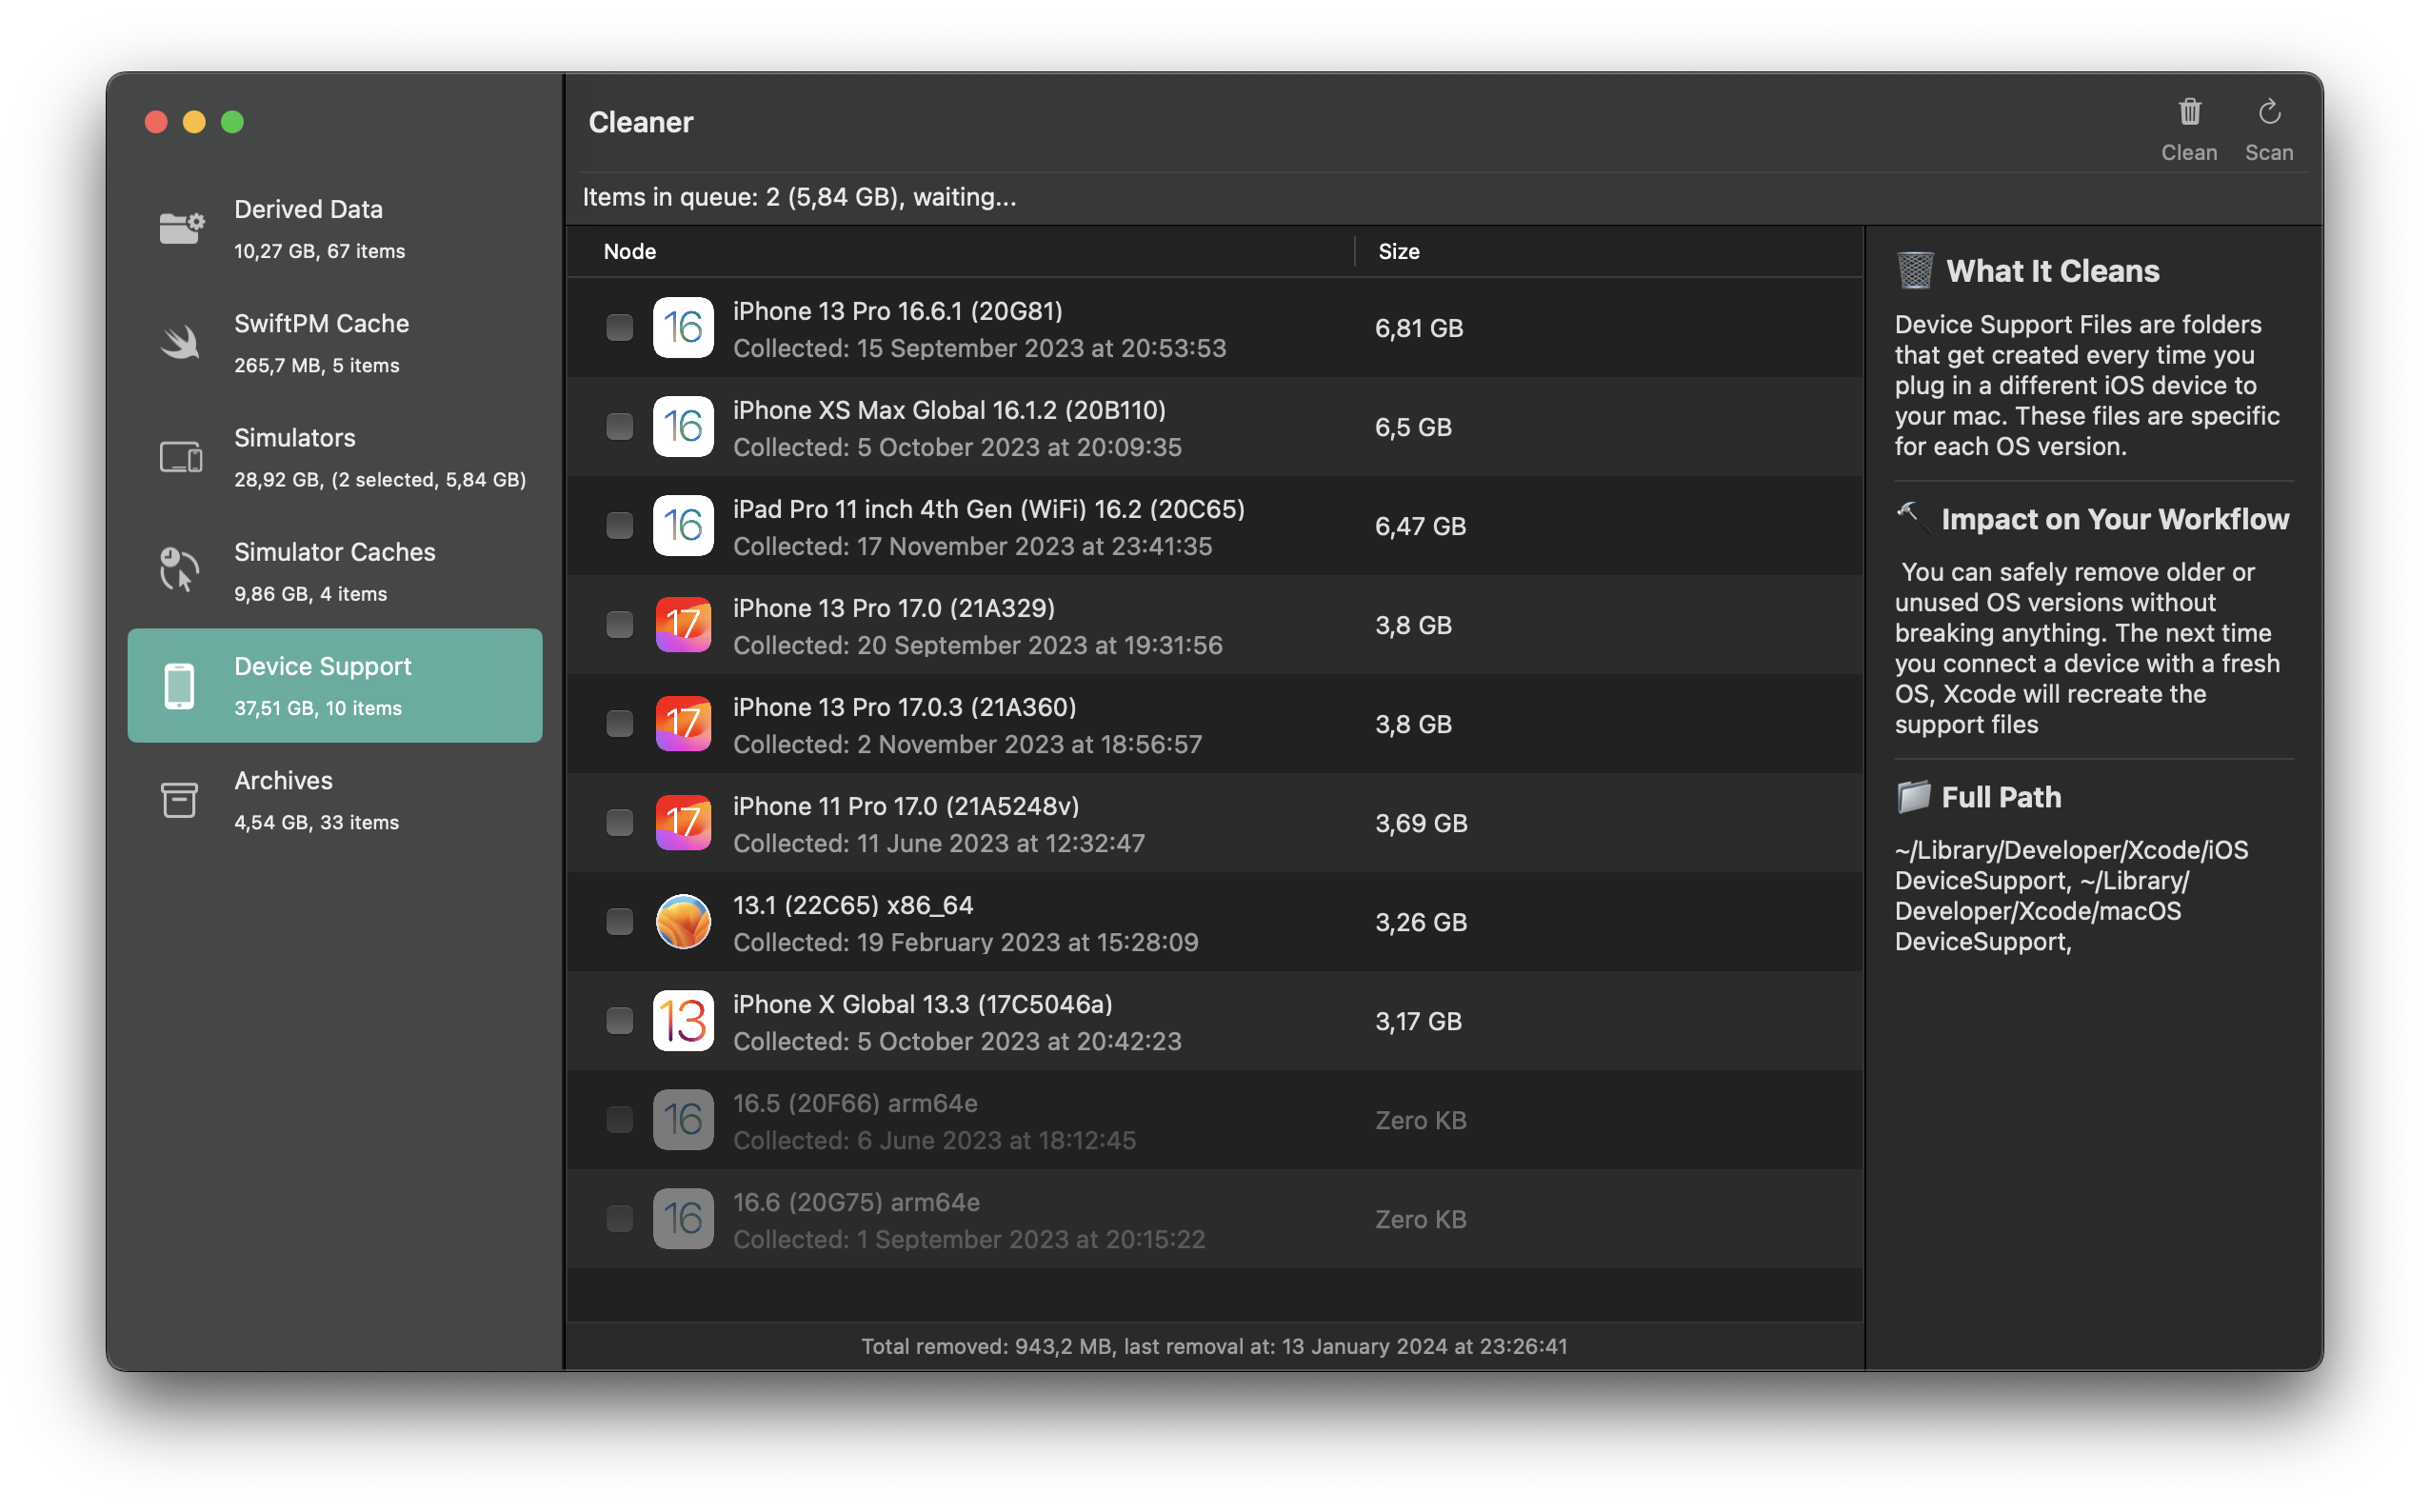 Derived Data
10,27 GB, 67 items
SwiftPM Cache
265,7 MB, 5 items
Simulators
28,92 GB, (2 selected, 5,84 GB)
Simulator Caches
9,86 GB, 4 items
Device Support
37,51 GB, 10 items
Archives
4,54 GB, 33 items
Cleaner
Clean
Scan
Items in queue: 2 (5,84 GB), waiting...
Node
Size
16
iPhone 13 Pro 16.6.1 (20G81)
Collected: 15 September 2023 at 20:53:53
6,81 GB
16
iPhone XS Max Global 16.1.2 (20B110)
Collected: 5 October 2023 at 20:09:35
6,5 GB
16
iPad Pro 11 inch 4th Gen (WiFi) 16.2 (20C65)
Collected: 17 November 2023 at 23:41:35
6,47 GB
17
iPhone 13 Pro 17.0 (21A329)
Collected: 20 September 2023 at 19:31:56
3,8 GB
17
iPhone 13 Pro 17.0.3 (21A360)
Collected: 2 November 2023 at 18:56:57
3,8 GB
17
iPhone 11 Pro 17.0 (21A5248v)
Collected: 11 June 2023 at 12:32:47
3,69 GB
13.1 (22C65) x86_64
Collected: 19 February 2023 at 15:28:09
3,26 GB
13
iPhone X Global 13.3 (17C5046a)
Collected: 5 October 2023 at 20:42:23
3,17 GB
16
16.5 (20F66) arm64e
Collected: 6 June 2023 at 18:12:45
Zero KB
16
16.6 (20G75) arm64e
Collected: 1 September 2023 at 20:15:22
Zero KB
Total removed: 943,2 MB, last removal at: 13 January 2024 at 23:26:41
What It Cleans
Device Support Files are folders
that get created every time you
plug in a different iOS device to
your mac. These files are specific
for each OS version.
Impact on Your Workflow
You can safely remove older or
unused OS versions without
breaking anything. The next time
you connect a device with a fresh
OS, Xcode will recreate the
support files
Full Path
~/Library/Developer/Xcode/iOS
DeviceSupport, ~/Library/
Developer/Xcode/macOS
DeviceSupport,